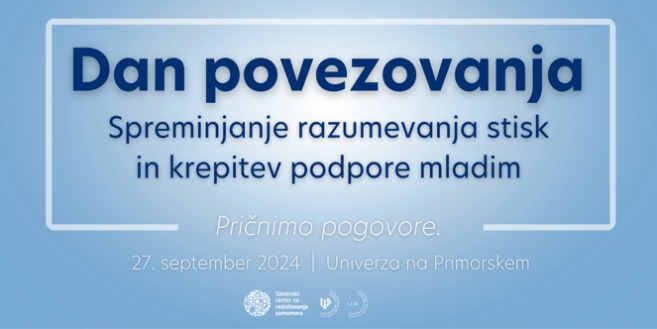 Dan povezovanja
Spreminjanje razumevanja stisk
in krepitev podpore mladim
Pričnimo pogovore.
27. september 2024 | Univerza na Primorskem
Slovenski
center za
raziskovanje
samomora